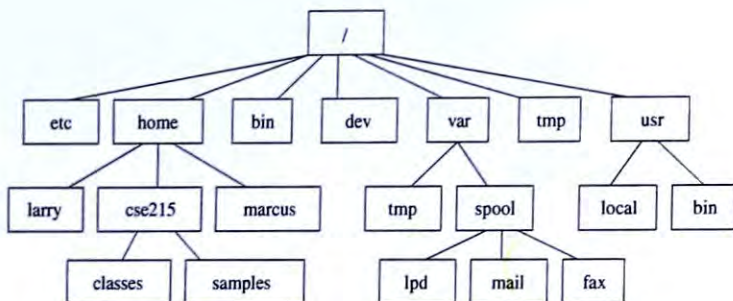 /
etc home bin dev var tmp usr
larry cse215 marcus tmp spool local bin
classes samples lpd mail fax